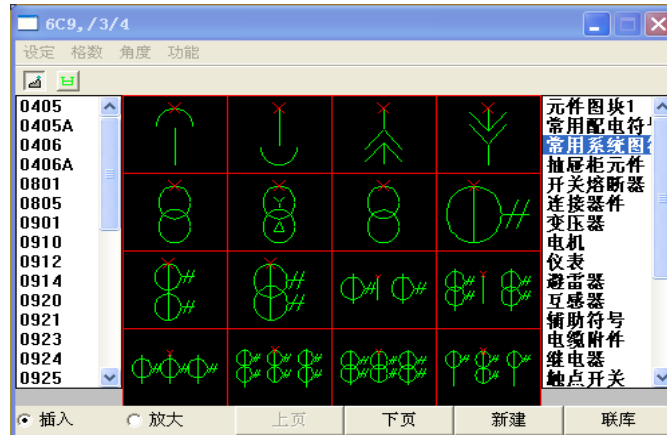 6C9,/3/4
设定 格数 角度 功能
0405
0405A
0406
0406A
0801
0805
0901
0910
0912
0914
0920
0921
0923
0924
0925
元件图块1
常用配电符号
常用系统图符
抽屉柜元件
开关熔断器
连接器件
变压器
电机
仪表
避雷器
互感器
辅助符号
电缆附件
继电器
触点开关
插入 放大 上页 下页 新建 联库